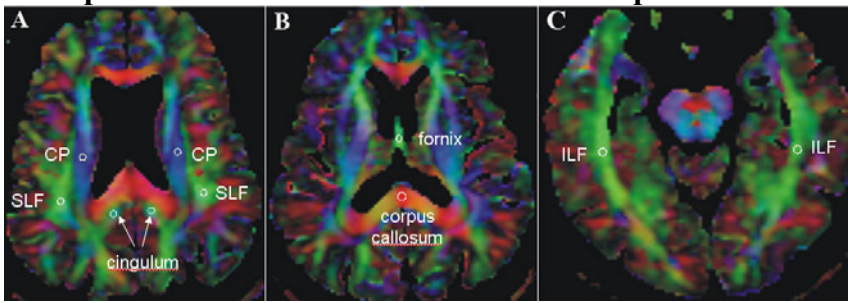 A
B
C
CP
CP
SLF
SLF
cingulum
fornix
corpus
callosum
ILF
ILF